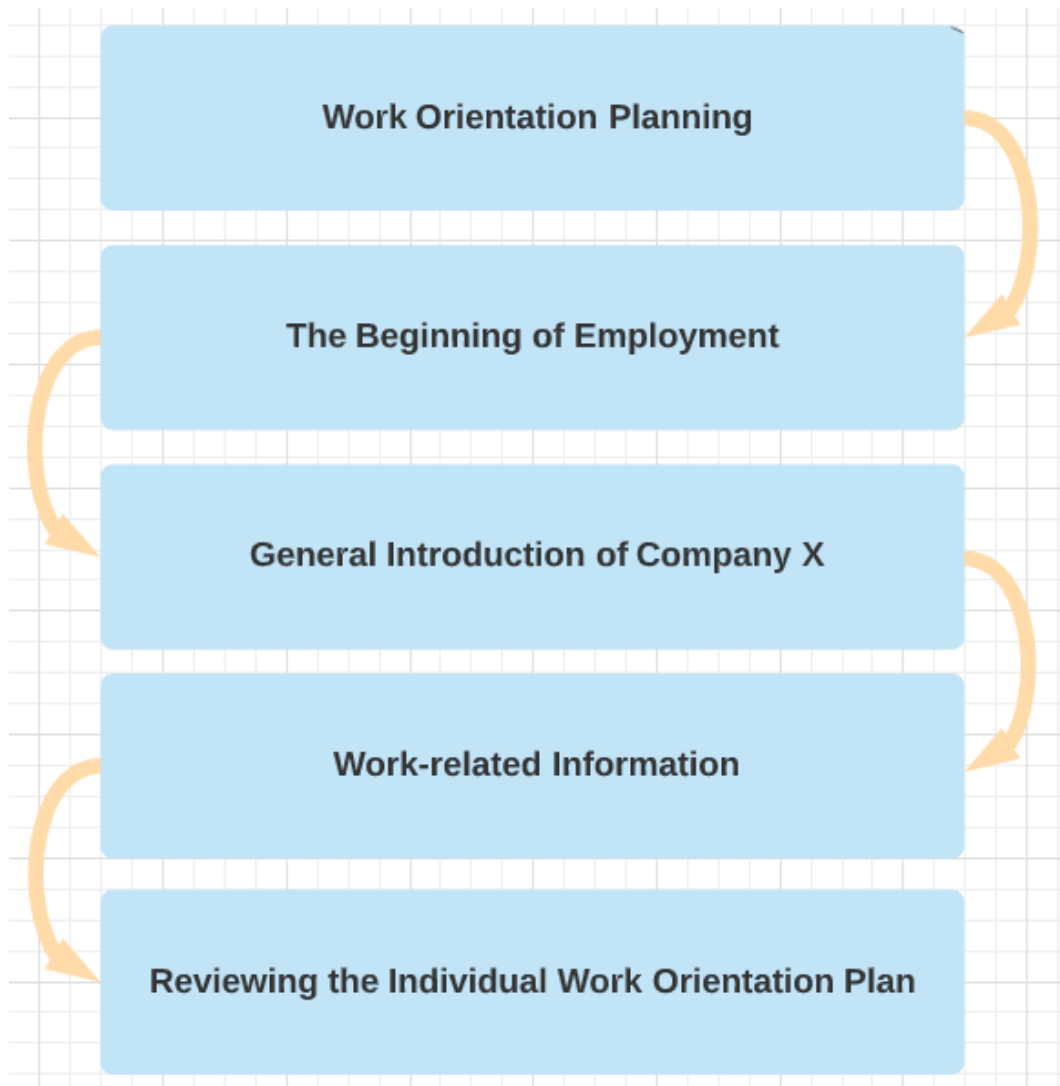 Work Orientation Planning
The Beginning of Employment
General Introduction of Company X
Work-related Information
Reviewing the Individual Work Orientation Plan